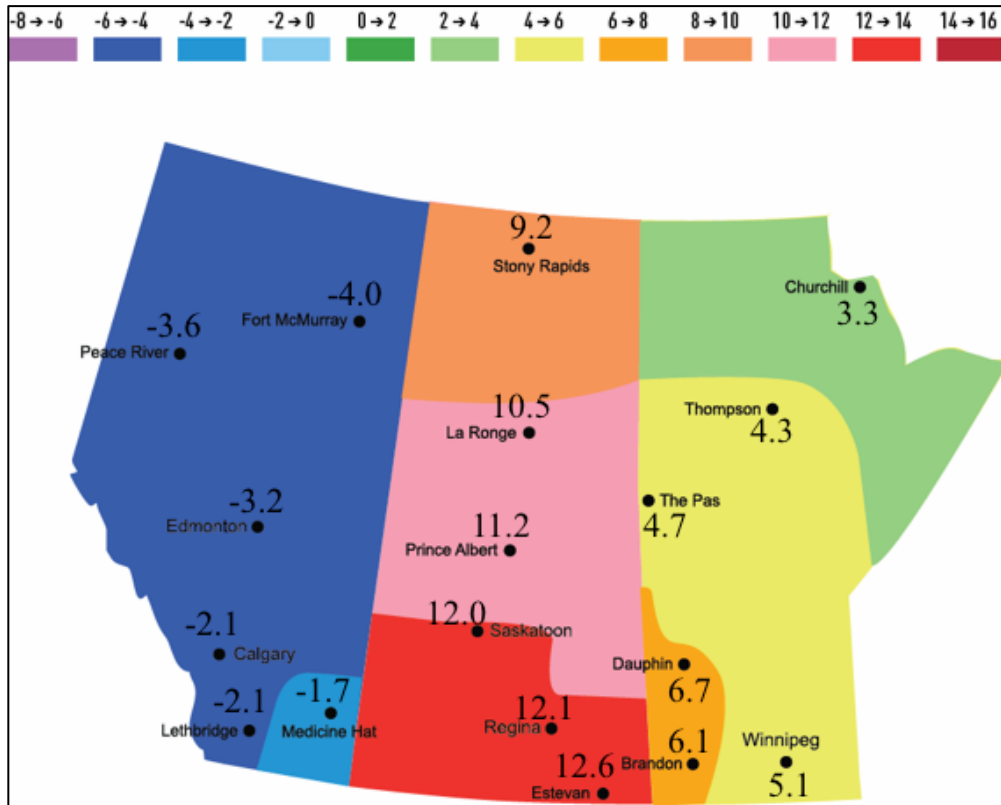 -8 → -6 -6 → -4 -4 → -2 -2 → 0 0 → 2 2 → 4 4 → 6 6 → 8 8 → 10 10 → 12 12 → 14 14 → 16
9.2
Stony Rapids
Churchill
3.3
-4.0
Fort McMurray
-3.6
Peace River
10.5
La Ronge
Thompson
4.3
-3.2
Edmonton
The Pas
4.7
11.2
Prince Albert
12.0
Saskatoon
-2.1
Calgary
Dauphin
6.7
-2.1
Lethbridge
-1.7
Medicine Hat
12.1
Regina
6.1
Brandon
Winnipeg
5.1
12.6
Estevan